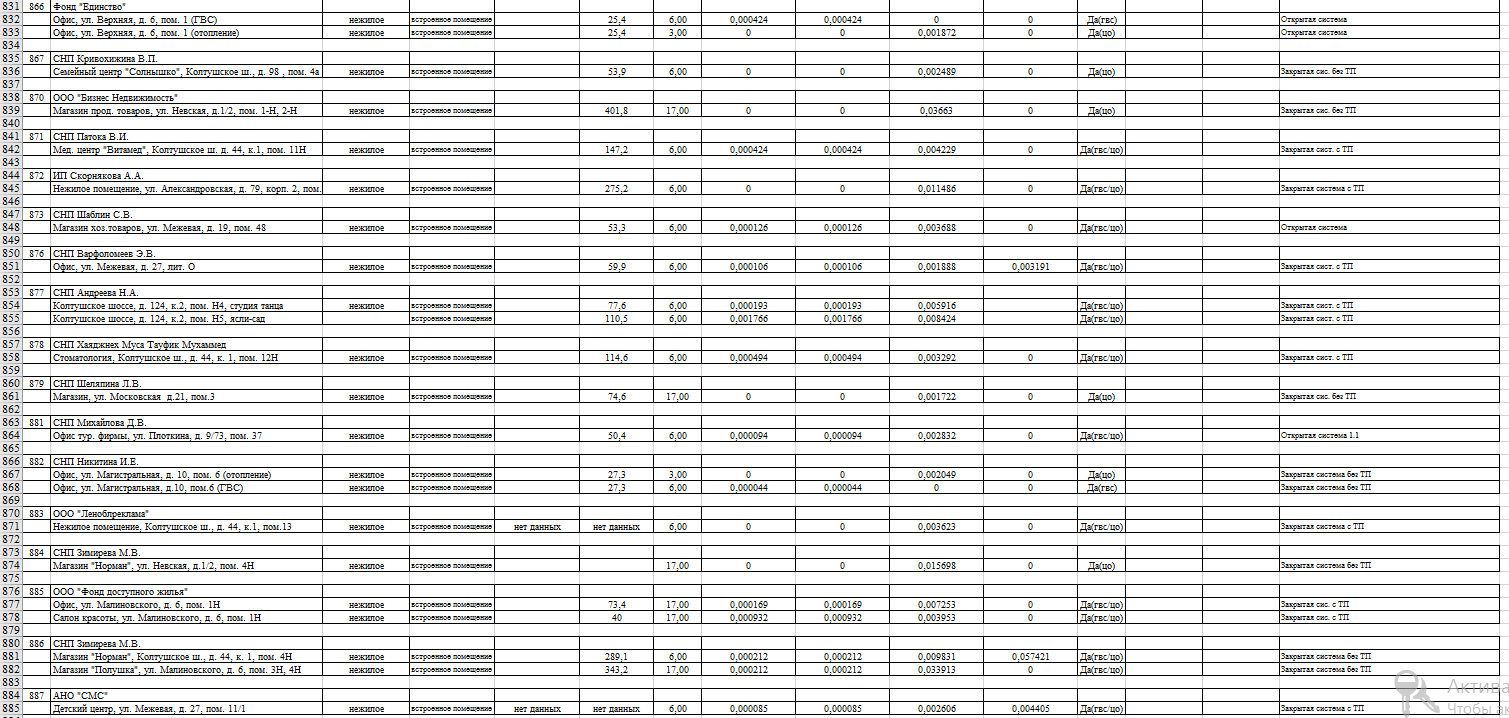 831 866 Фонд "Единство"
832 Офис, ул. Верхняя, д. 6, пом. 1 (ГВС) нежилое встроенное помещение 25,4 6,00 0,000424 0,000424 0 0 Да(гвс) Открытая система
833 Офис, ул. Верхняя, д. 6, пом. 1 (отопление) нежилое встроенное помещение 25,4 3,00 0 0 0,001872 0 Да(цо) Открытая система
834
835 867 СНП Кривохижина В.П.
836 Семейный центр "Солнышко", Колтушское ш., д. 98 , пом. 4а нежилое встроенное помещение 53,9 6,00 0 0 0,002489 0 Да(цо) Закрытая сис. без ТП
837
838 870 ООО "Бизнес Недвижимость"
839 Магазин прод. товаров, ул. Невская, д.1/2, пом. 1-Н, 2-Н нежилое встроенное помещение 401,8 17,00 0 0 0,03663 0 Да(цо) Закрытая сис. без ТП
840
841 871 СНП Патока В.И.
842 Мед. центр "Витамед", Колтушское ш. д. 44, к.1, пом. 11Н нежилое встроенное помещение 147,2 6,00 0,000424 0,000424 0,004229 0 Да(гвс/цо) Закрытая сист. с ТП
843
844 872 ИП Скорнякова А.А.
845 Нежилое помещение, ул. Александровская, д. 79, корп. 2, пом. нежилое встроенное помещение 275,2 6,00 0 0 0,011486 0 Да(гвс/цо) Закрытая система с ТП
846
847 873 СНП Шаблин С.В.
848 Магазин хоз.товаров, ул. Межевая, д. 19, пом. 48 нежилое встроенное помещение 53,3 6,00 0,000126 0,000126 0,003688 0 Да(гвс/цо) Открытая система
849
850 876 СНП Варфоломеев Э.В.
851 Офис, ул. Межевая, д. 27, лит. О нежилое встроенное помещение 59,9 6,00 0,000106 0,000106 0,001888 0,003191 Да(гвс/цо) Закрытая сист. с ТП
852
853 877 СНП Андреева Н.А.
854 Колтушское шоссе, д. 124, к.2, пом. Н4, студия танца нежилое встроенное помещение 77,6 6,00 0,000193 0,000193 0,005916 Да(гвс/цо) Закрытая сист. с ТП
855 Колтушское шоссе, д. 124, к.2, пом. Н5, ясли-сад встроенное помещение 110,5 6,00 0,001766 0,001766 0,008424 Да(гвс/цо) Закрытая сист. с ТП
856
857 878 СНП Хаяджнех Муса Тауфик Мухаммед
858 Стоматология, Колтушское ш., д. 44, к. 1, пом. 12Н нежилое встроенное помещение 114,6 6,00 0,000494 0,000494 0,003292 0 Да(гвс/цо) Закрытая сист. с ТП
859
860 879 СНП Шеляпина Л.В.
861 Магазин, ул. Московская д.21, пом.3 нежилое встроенное помещение 74,6 17,00 0 0 0,001722 0 Да(цо) Закрытая сис. без ТП
862
863 881 СНП Михайлова Д.В.
864 Офис тур. фирмы, ул. Плоткина, д. 9/73, пом. 37 нежилое встроенное помещение 50,4 6,00 0,000094 0,000094 0,002832 0 Да(гвс/цо) Открытая система 1.1
865
866 882 СНП Никитина И.Е.
867 Офис, ул. Магистральная, д. 10, пом. 6 (отопление) нежилое встроенное помещение 27,3 3,00 0 0 0,002049 0 Да(цо) Закрытая система без ТП
868 Офис, ул. Магистральная, д.10, пом.6 (ГВС) нежилое встроенное помещение 27,3 6,00 0,000044 0,000044 0 0 Да(гвс) Закрытая система без ТП
869
870 883 ООО "Леноблреклама"
871 Нежилое помещение, Колтушское ш., д. 44, к.1, пом.13 нежилое встроенное помещение нет данных нет данных 6,00 0 0 0,003623 0 Да(гвс/цо) Закрытая система с ТП
872
873 884 СНП Зимирева М.В.
874 Магазин "Норман", ул. Невская, д.1/2, пом. 4Н нежилое встроенное помещение 17,00 0 0 0,015698 0 Да(цо) Закрытая система без ТП
875
876 885 ООО "Фонд доступного жилья"
877 Офис, ул. Малиновского, д. 6, пом. 1Н нежилое встроенное помещение 73,4 17,00 0,000169 0,000169 0,007253 0 Да(гвс/цо) Закрытая сис. с ТП
878 Салон красоты, ул. Малиновского, д. 6, пом. 1Н нежилое встроенное помещение 40 17,00 0,000932 0,000932 0,003953 0 Да(гвс/цо) Закрытая сис. с ТП
879
880 886 СНП Зимирева М.В.
881 Магазин "Норман", Колтушское ш., д. 44, к. 1, пом. 4Н нежилое встроенное помещение 289,1 6,00 0,000212 0,000212 0,009831 0,057421 Да(гвс/цо) Закрытая система без ТП
882 Магазин "Полушка", ул. Малиновского, д. 6, пом. 3Н, 4Н нежилое встроенное помещение 343,2 17,00 0,000212 0,000212 0,033913 0 Да(гвс/цо) Закрытая система без ТП
883
884 887 АНО "СМС"
885 Детский центр, ул. Межевая, д. 27, пом. 11/1 нежилое встроенное помещение нет данных нет данных 6,00 0,000085 0,000085 0,002606 0,004405 Да(гвс/цо) Закрытая система с ТП
Актива
Чтобы ак